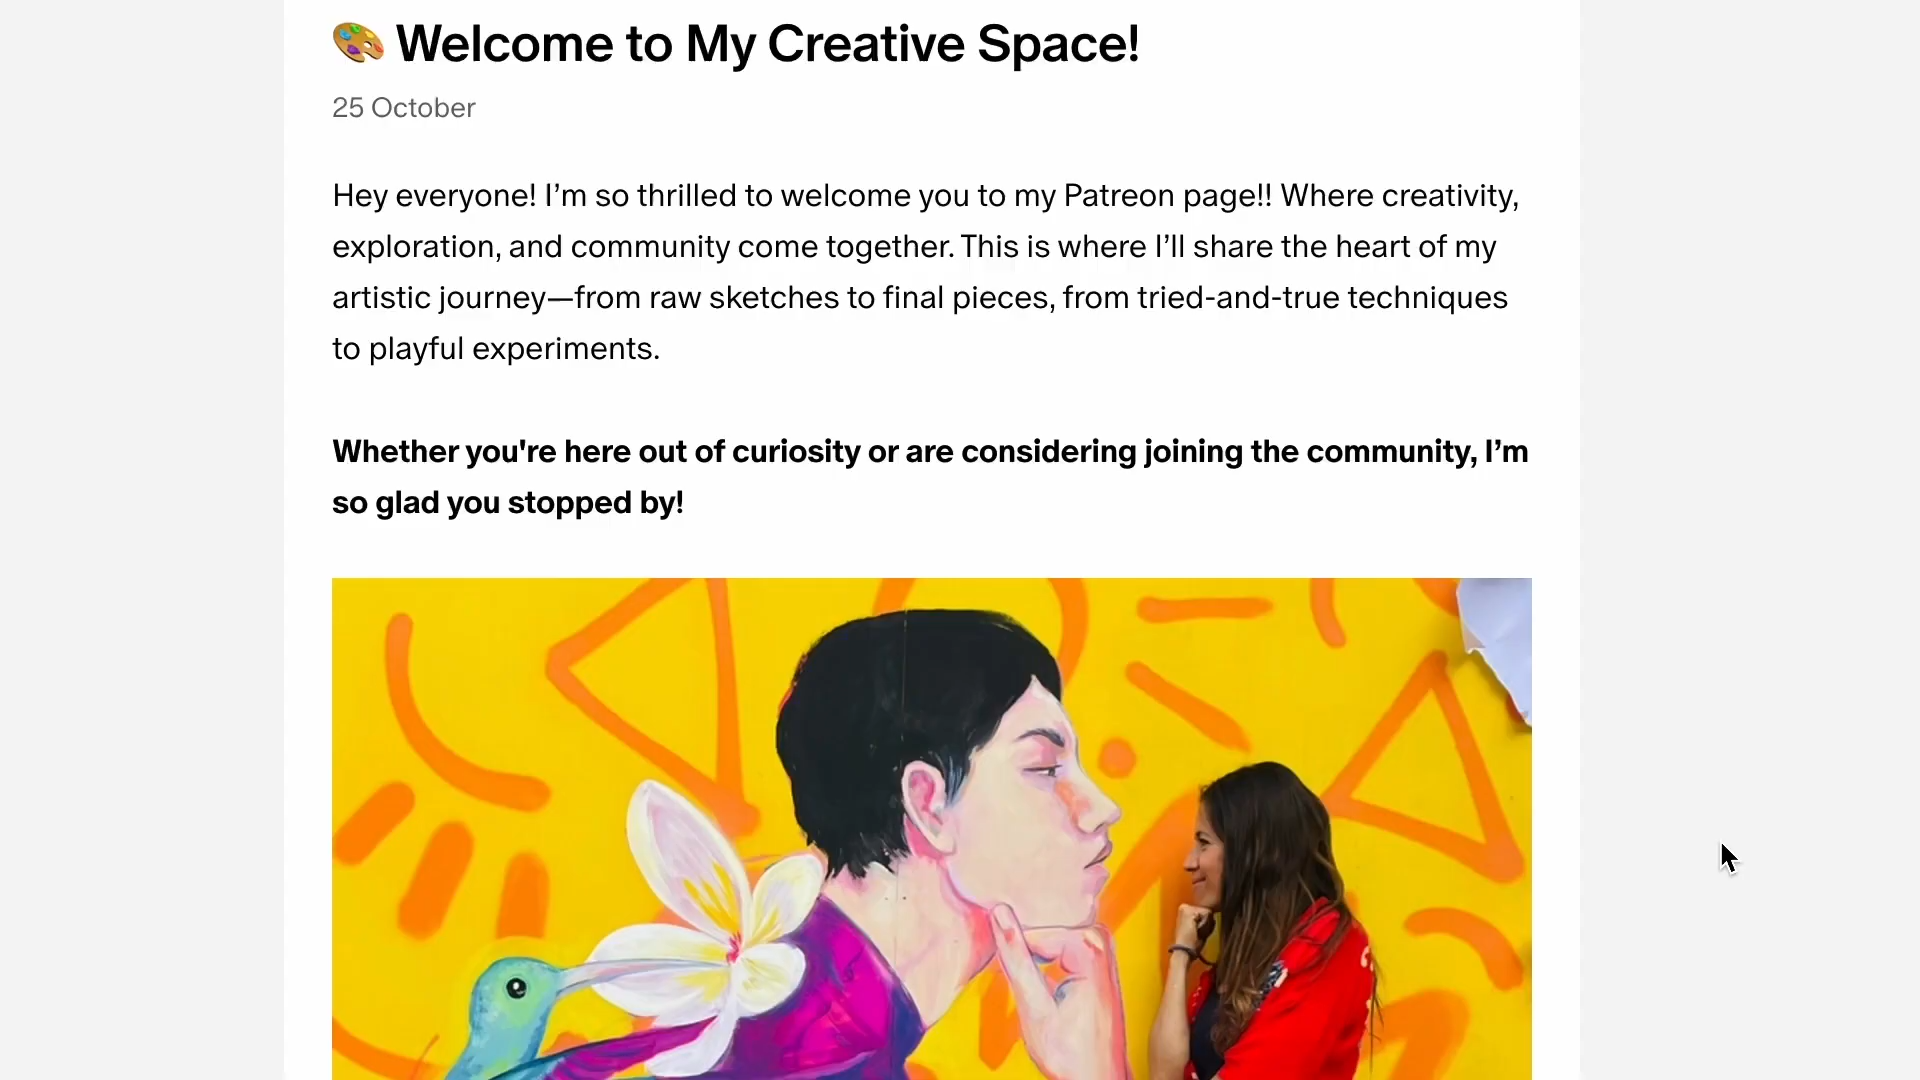 🎨 Welcome to My Creative Space!
25 October
Hey everyone! I’m so thrilled to welcome you to my Patreon page!! Where creativity,
exploration, and community come together. This is where I’ll share the heart of my
artistic journey—from raw sketches to final pieces, from tried-and-true techniques
to playful experiments.
Whether you're here out of curiosity or are considering joining the community, I’m
so glad you stopped by!